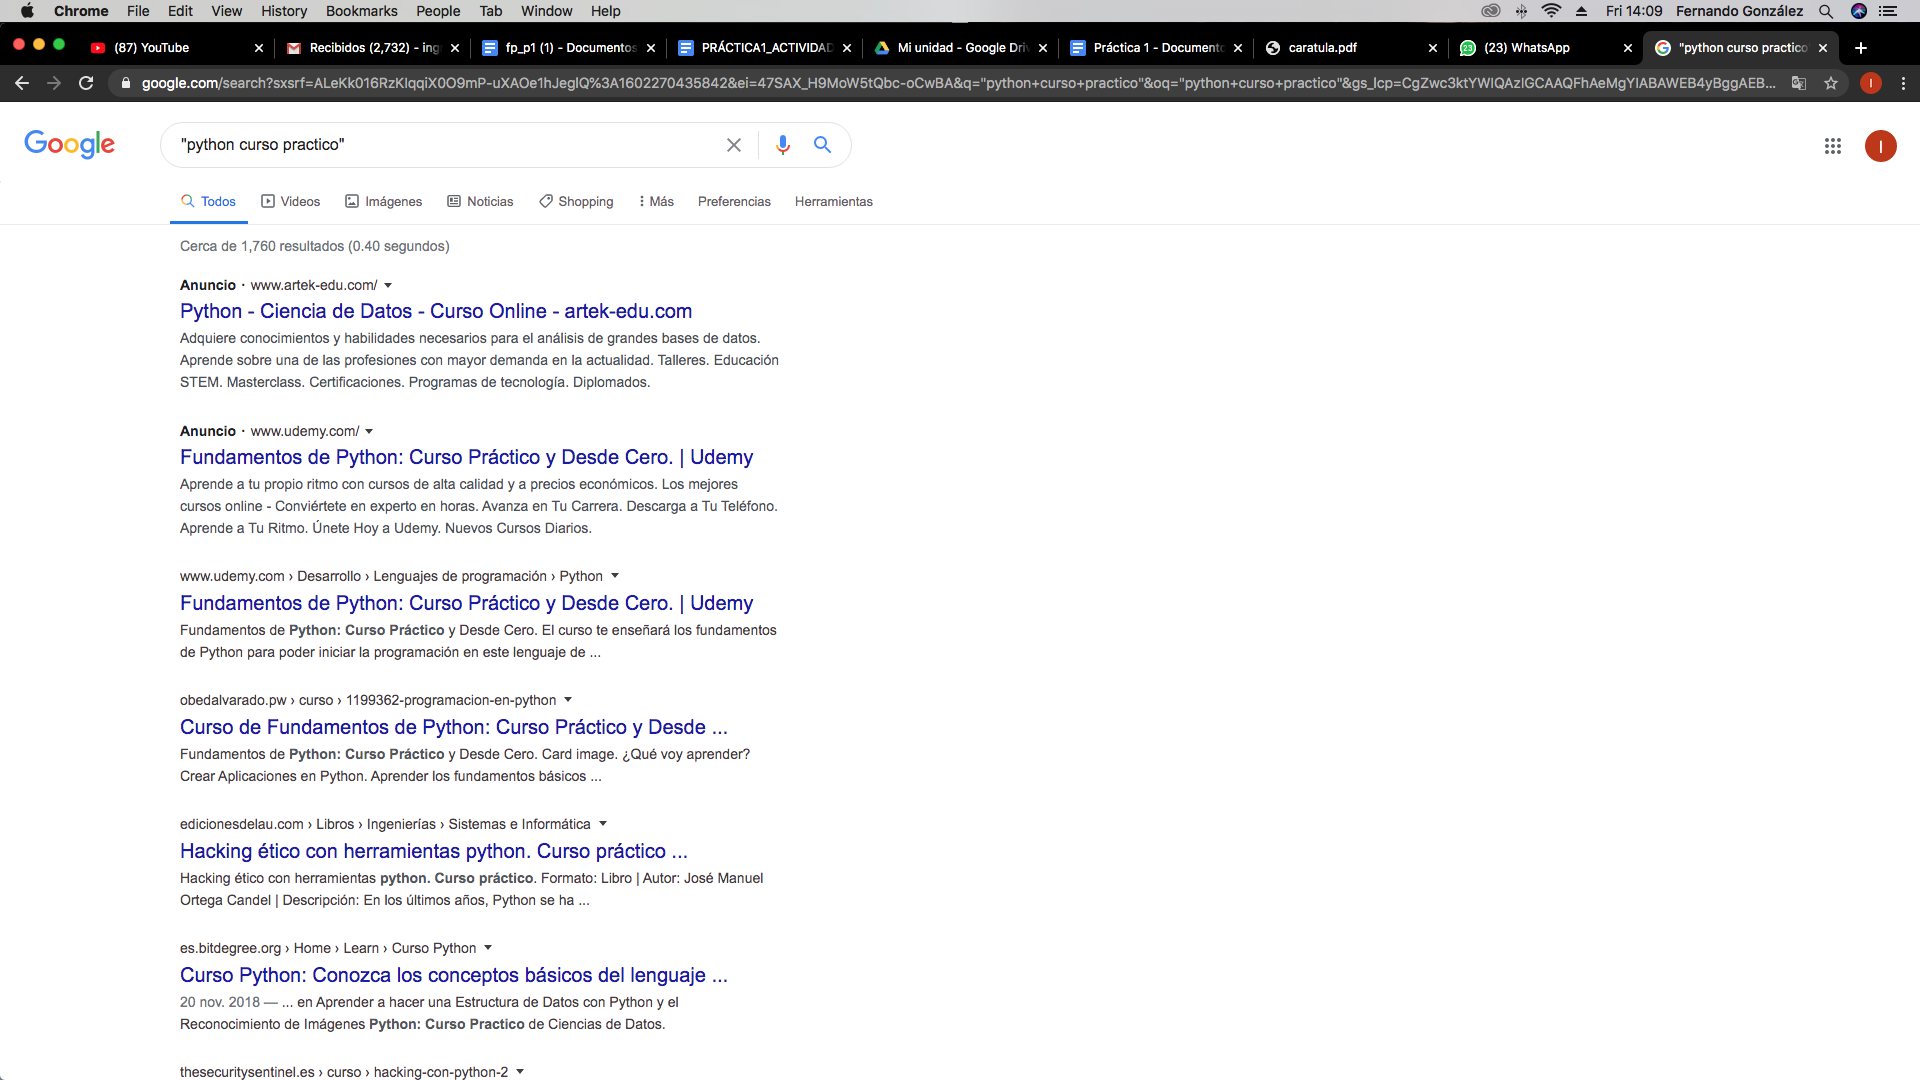 Chrome File Edit View History Bookmarks People Tab Window Help Fri 14:09 Fernando González
(87) YouTube Recibidos (2,732) - ing fp_p1 (1) - Documentos PRÁCTICA1_ACTIVIDAD Mi unidad - Google Driv Práctica 1 - Documento caratula.pdf (23) WhatsApp "python curso practico
google.com/search?sxsrf=ALeKk016RzKIqqiX0O9mP-uXAOe1hJegIQ%3A1602270435842&ei=47SAX_H9MoW5tQbc-oCwBA&q="python+curso+practico"&oq="python+curso+practico"&gs_lcp=CgZwc3ktYWIQAzIGCAAQFhAeMgYIABAWEB4yBggAEB...
Google "python curso practico"
Todos Videos Imágenes Noticias Shopping Más Preferencias Herramientas
Cerca de 1,760 resultados (0.40 segundos)
Anuncio · www.artek-edu.com/
Python - Ciencia de Datos - Curso Online - artek-edu.com
Adquiere conocimientos y habilidades necesarios para el análisis de grandes bases de datos.
Aprende sobre una de las profesiones con mayor demanda en la actualidad. Talleres. Educación
STEM. Masterclass. Certificaciones. Programas de tecnología. Diplomados.
Anuncio · www.udemy.com/
Fundamentos de Python: Curso Práctico y Desde Cero. | Udemy
Aprende a tu propio ritmo con cursos de alta calidad y a precios económicos. Los mejores
cursos online - Conviértete en experto en horas. Avanza en Tu Carrera. Descarga a Tu Teléfono.
Aprende a Tu Ritmo. Únete Hoy a Udemy. Nuevos Cursos Diarios.
www.udemy.com › Desarrollo › Lenguajes de programación › Python
Fundamentos de Python: Curso Práctico y Desde Cero. | Udemy
Fundamentos de Python: Curso Práctico y Desde Cero. El curso te enseñará los fundamentos
de Python para poder iniciar la programación en este lenguaje de ...
obedalvarado.pw › curso › 1199362-programacion-en-python
Curso de Fundamentos de Python: Curso Práctico y Desde ...
Fundamentos de Python: Curso Práctico y Desde Cero. Card image. ¿Qué voy aprender?
Crear Aplicaciones en Python. Aprender los fundamentos básicos ...
edicionesdelau.com › Libros › Ingenierías › Sistemas e Informática
Hacking ético con herramientas python. Curso práctico ...
Hacking ético con herramientas python. Curso práctico. Formato: Libro | Autor: José Manuel
Ortega Candel | Descripción: En los últimos años, Python se ha ...
es.bitdegree.org › Home › Learn › Curso Python
Curso Python: Conozca los conceptos básicos del lenguaje ...
20 nov. 2018 — ... en Aprender a hacer una Estructura de Datos con Python y el
Reconocimiento de Imágenes Python: Curso Practico de Ciencias de Datos.
thesecuritysentinel.es › curso › hacking-con-python-2